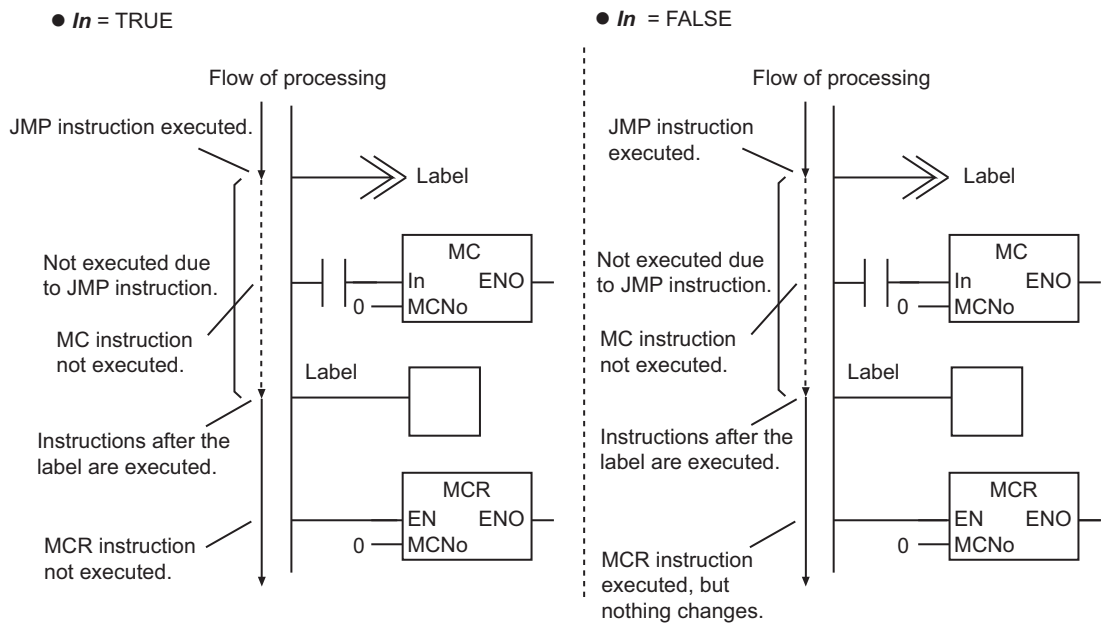 ● In = TRUE
Flow of processing
JMP instruction executed.
Label
Not executed due
to JMP instruction.
MC
In ENO
0 MCNo
MC instruction
not executed.
Label
Instructions after the
label are executed.
MCR
EN ENO
0 MCNo
MCR instruction
not executed.
● In = FALSE
Flow of processing
JMP instruction
executed.
Label
Not executed due
to JMP instruction.
MC
In ENO
0 MCNo
MC instruction
not executed.
Label
Instructions after the
label are executed.
MCR
EN ENO
0 MCNo
MCR instruction
executed, but
nothing changes.